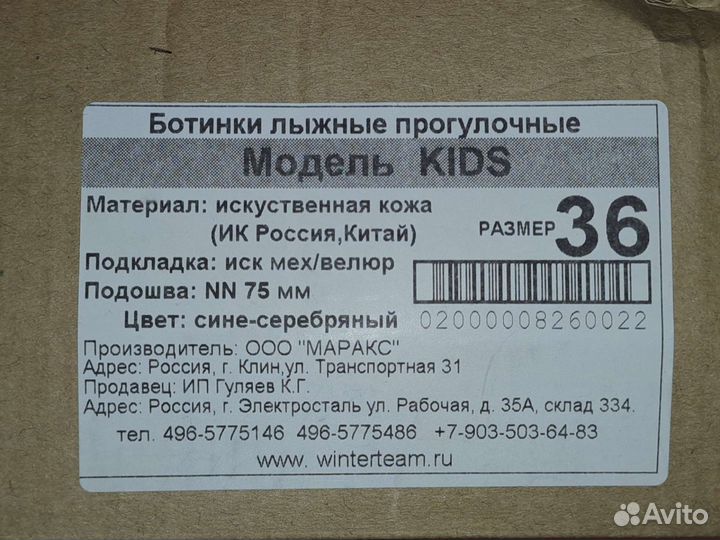 Ботинки лыжные прогулочные
Модель KIDS
Материал: искуственная кожа
(ИК Россия,Китай)
РАЗМЕР 36
Подкладка: иск мех/велюр
Подошва: NN 75 мм
Цвет: сине-серебряный
02000008260022
Производитель: ООО "МАРАКС"
Адрес: Россия, г. Клин,ул. Транспортная 31
Продавец: ИП Гуляев К.Г.
Адрес: Россия, г. Электросталь ул. Рабочая, д. 35А, склад 334.
тел. 496-5775146 496-5775486 +7-903-503-64-83
www. winterteam.ru
Avito